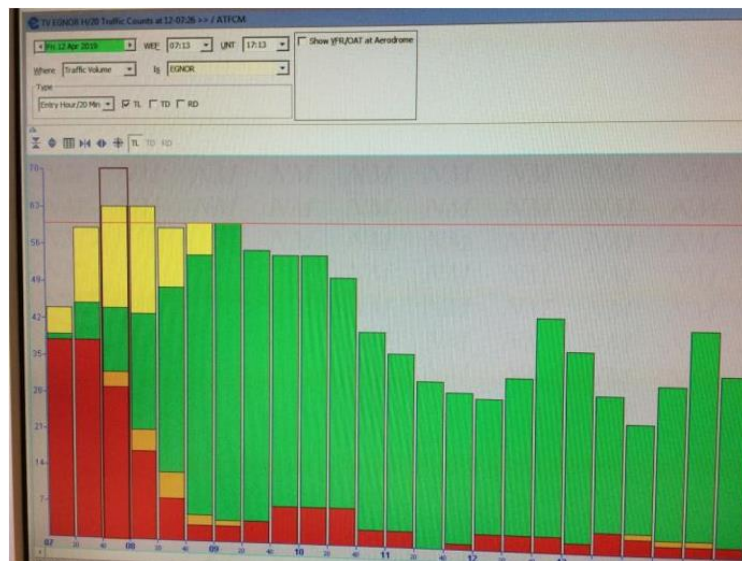 TV EGNOR H/20 Traffic Counts at 12-07:26 >> / ATFCM
Fri 12 Apr 2019 WEF 07:13 UNT 17:13
Show VFR/OAT at Aerodrome
Where Traffic Volume Is EGNOR
Type
Entry Hour/20 Min TL TD RD
TL TD RD
70
63
56
49
42
35
28
21
14
7
07 20 40 08 20 40 09 20 40 10 20 40 11 20 40 12 20 40